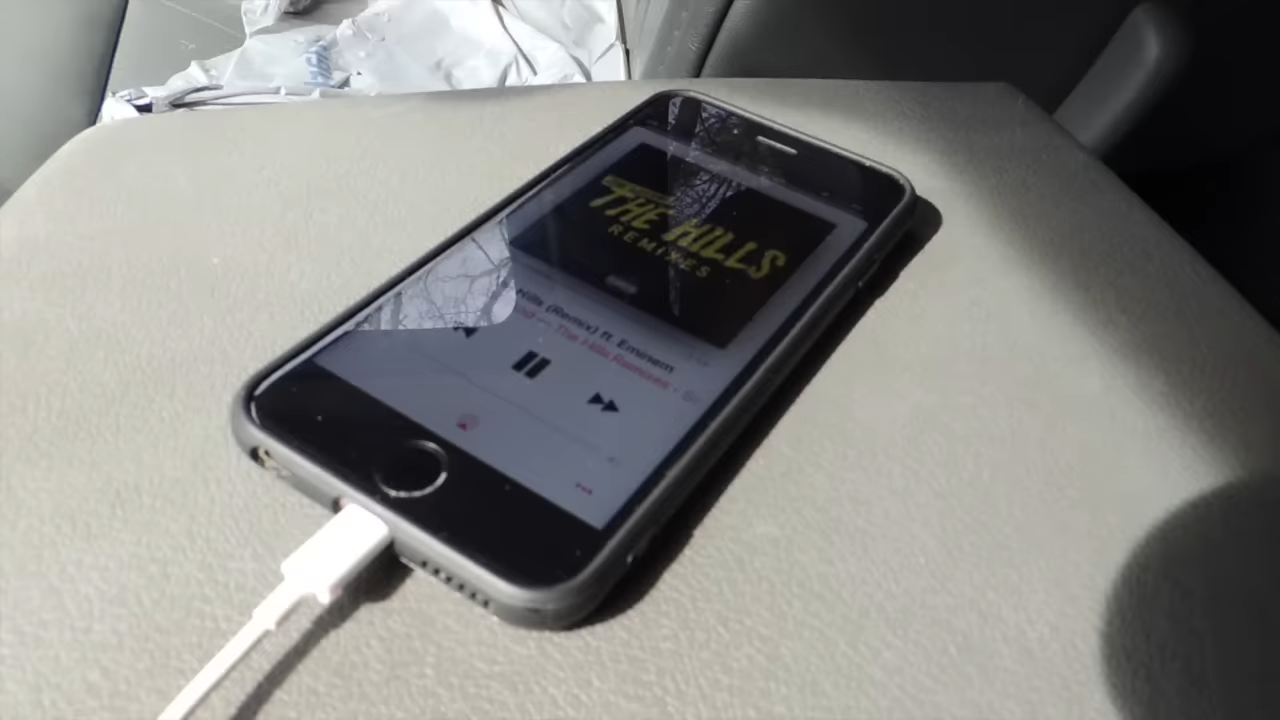 THE HILLS
REMIXES
Hills (Remix) ft. Eminem
The Hills Remixes -